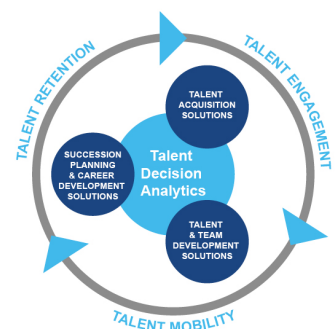 TALENT RETENTION
TALENT ENGAGEMENT
TALENT
ACQUISITION
SOLUTIONS
SUCCESSION
PLANNING
& CAREER
DEVELOPMENT
SOLUTIONS
Talent
Decision
Analytics
TALENT
& TEAM
DEVELOPMENT
SOLUTIONS
TALENT MOBILITY